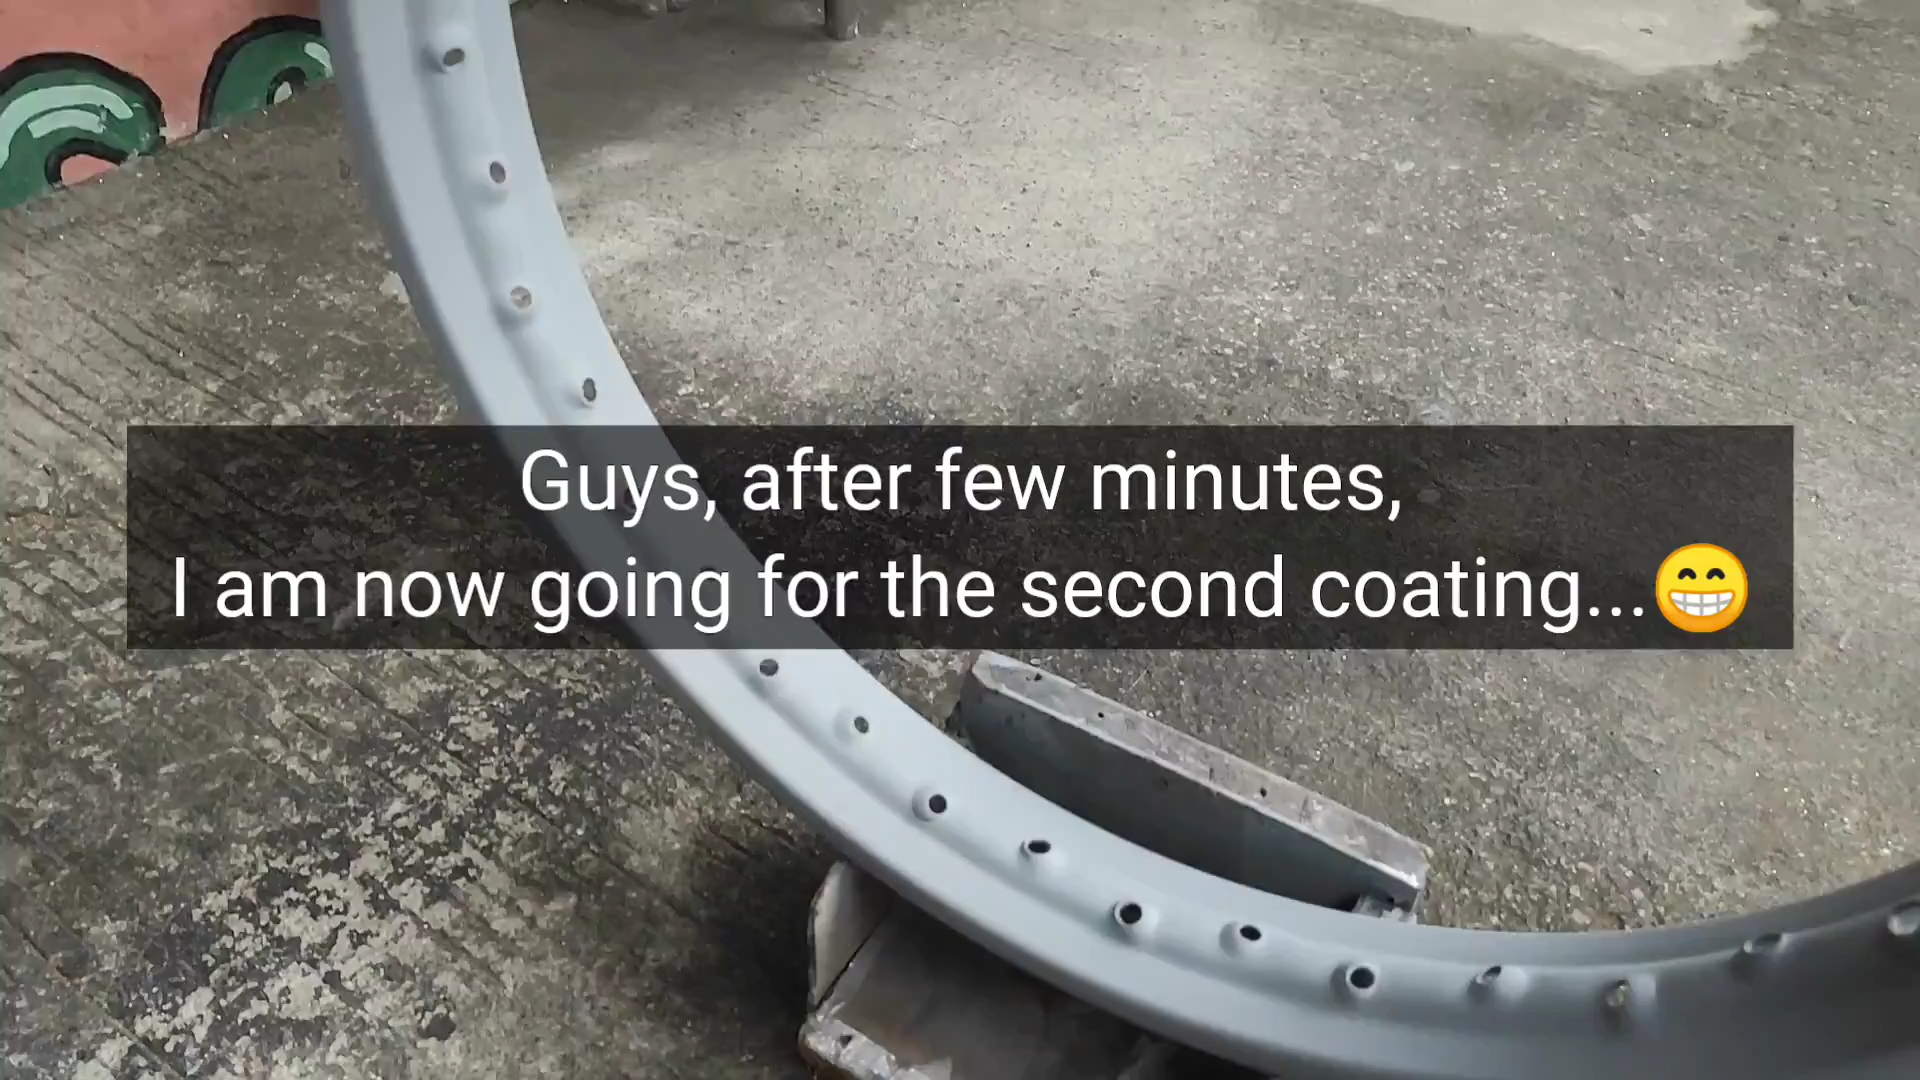 Guys, after few minutes,
I am now going for the second coating...😁